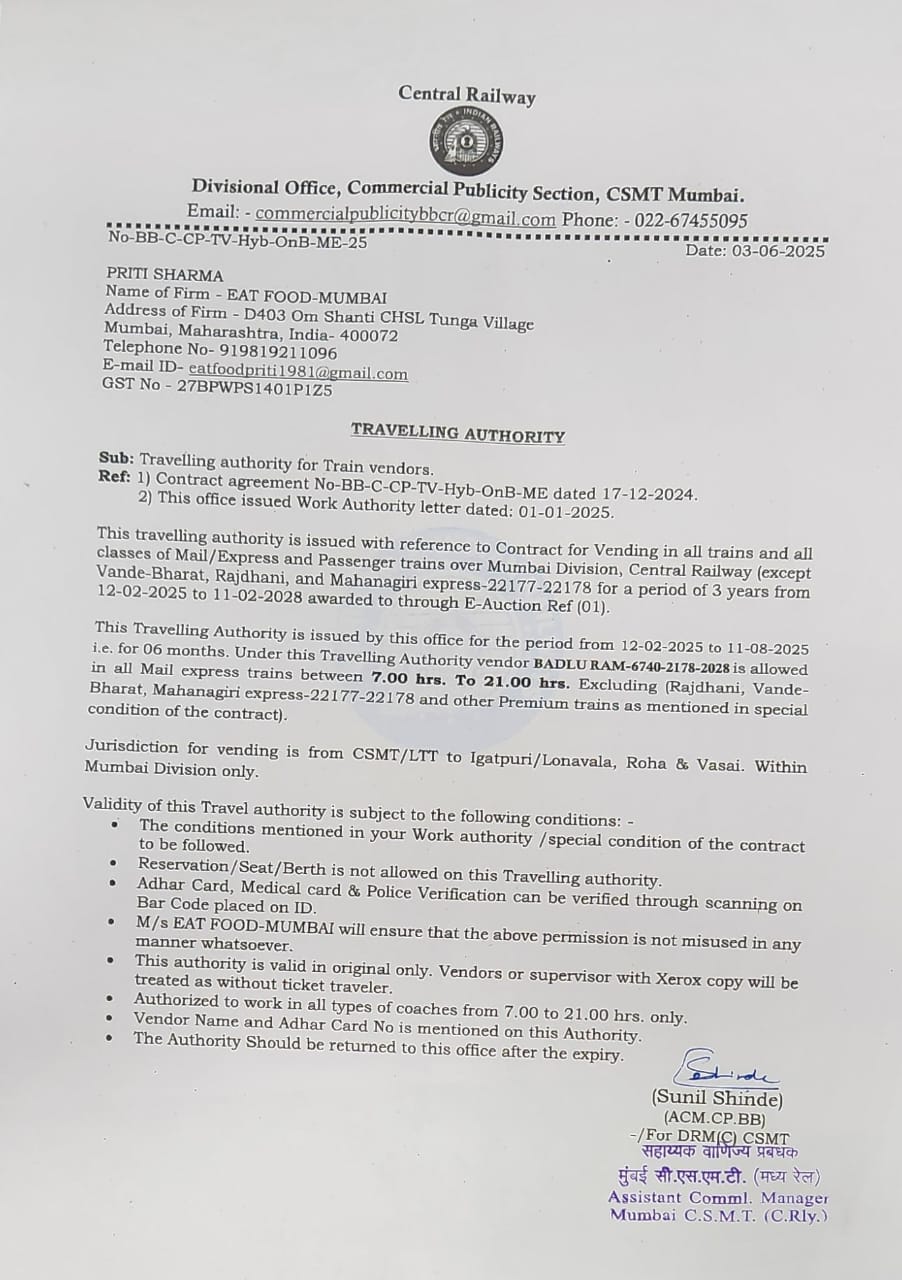 Central Railway
INDIAN RAILWAYS
Divisional Office, Commercial Publicity Section, CSMT Mumbai.
Email: - commercialpublicitybbcr@gmail.com Phone: - 022-67455095
No-BB-C-CP-TV-Hyb-OnB-ME-25
Date: 03-06-2025
PRITI SHARMA
Name of Firm - EAT FOOD-MUMBAI
Address of Firm - D403 Om Shanti CHSL Tunga Village
Mumbai, Maharashtra, India- 400072
Telephone No- 919819211096
E-mail ID- eatfoodpriti1981@gmail.com
GST No - 27BPWPS1401P1Z5
TRAVELLING AUTHORITY
Sub: Travelling authority for Train vendors.
Ref: 1) Contract agreement No-BB-C-CP-TV-Hyb-OnB-ME dated 17-12-2024.
2) This office issued Work Authority letter dated: 01-01-2025.
This travelling authority is issued with reference to Contract for Vending in all trains and all
classes of Mail/Express and Passenger trains over Mumbai Division, Central Railway (except
Vande-Bharat, Rajdhani, and Mahanagiri express-22177-22178 for a period of 3 years from
12-02-2025 to 11-02-2028 awarded to through E-Auction Ref (01).
This Travelling Authority is issued by this office for the period from 12-02-2025 to 11-08-2025
i.e. for 06 months. Under this Travelling Authority vendor BADLU RAM-6740-2178-2028 is allowed
in all Mail express trains between 7.00 hrs. To 21.00 hrs. Excluding (Rajdhani, Vande-
Bharat, Mahanagiri express-22177-22178 and other Premium trains as mentioned in special
condition of the contract).
Jurisdiction for vending is from CSMT/LTT to Igatpuri/Lonavala, Roha & Vasai. Within
Mumbai Division only.
Validity of this Travel authority is subject to the following conditions: -
• The conditions mentioned in your Work authority /special condition of the contract
to be followed.
• Reservation/Seat/Berth is not allowed on this Travelling authority.
• Adhar Card, Medical card & Police Verification can be verified through scanning on
Bar Code placed on ID.
• M/s EAT FOOD-MUMBAI will ensure that the above permission is not misused in any
manner whatsoever.
• This authority is valid in original only. Vendors or supervisor with Xerox copy will be
treated as without ticket traveler.
• Authorized to work in all types of coaches from 7.00 to 21.00 hrs. only.
• Vendor Name and Adhar Card No is mentioned on this Authority.
• The Authority Should be returned to this office after the expiry.
Shinde
(Sunil Shinde)
(ACM.CP.BB)
-/For DRM(C) CSMT
सहाय्यक वाणिज्य प्रबंधक
मुंबई सी.एस.एम.टी. (मध्य रेल)
Assistant Comml. Manager
Mumbai C.S.M.T. (C.Rly.)